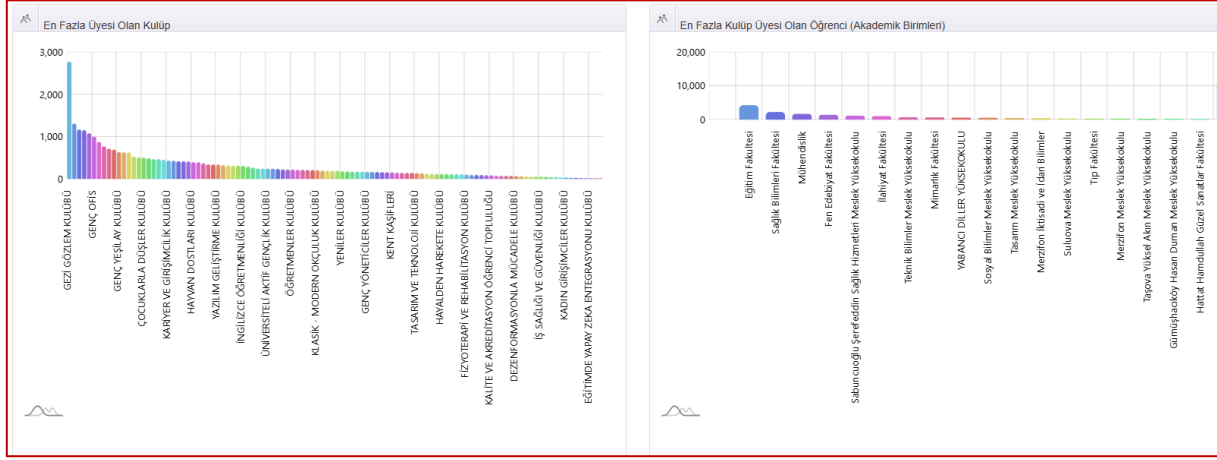 En Fazla Üyesi Olan Kulüp
3,000
2,000
1,000
0
GEZİ GÖZLEM KULÜBÜ
GENÇ OFİS
GENÇ YEŞİLAY KULÜBÜ
ÇOCUKLARLA DÜŞLER KULÜBÜ
KARİYER VE GİRİŞİMCİLİK KULÜBÜ
HAYVAN DOSTLARI KULÜBÜ
YAZILIM GELİŞTİRME KULÜBÜ
İNGİLİZCE ÖĞRETMENLİĞİ KULÜBÜ
ÜNİVERSİTELİ AKTİF GENÇLİK KULÜBÜ
ÖĞRETMENLER KULÜBÜ
KLASİK - MODERN OKÇULUK KULÜBÜ
YENİLER KULÜBÜ
GENÇ YÖNETİCİLER KULÜBÜ
KENT KAŞİFLERİ
TASARIM VE TEKNOLOJİ KULÜBÜ
HAYALDEN HAREKETE KULÜBÜ
FİZYOTERAPİ VE REHABİLİTASYON KULÜBÜ
KALİTE VE AKREDİTASYON ÖĞRENCİ TOPLULUĞU
DEZENFORMASYONLA MÜCADELE KULÜBÜ
İŞ SAĞLIĞI VE GÜVENLİĞİ KULÜBÜ
KADIN GİRİŞİMCİLER KULÜBÜ
EĞİTİMDE YAPAY ZEKA ENTEGRASYONU KULÜBÜ
En Fazla Kulüp Üyesi Olan Öğrenci (Akademik Birimleri)
20,000
10,000
0
Eğitim Fakültesi
Sağlık Bilimleri Fakültesi
Mühendislik
Fen Edebiyat Fakültesi
Sabuncuoğlu Şerefeddin Sağlık Hizmetleri Meslek Yüksekokulu
İlahiyat Fakültesi
Teknik Bilimler Meslek Yüksekokulu
Mimarlık Fakültesi
YABANCI DİLLER YÜKSEKOKULU
Sosyal Bilimler Meslek Yüksekokulu
Tasarım Meslek Yüksekokulu
Merzifon İktisadi ve İdari Bilimler
Suluova Meslek Yüksekokulu
Tıp Fakültesi
Merzifon Meslek Yüksekokulu
Taşova Yüksel Akın Meslek Yüksekokulu
Gümüşhacıköy Hasan Duman Meslek Yüksekokulu
Hattat Hamdullah Güzel Sanatlar Fakültesi